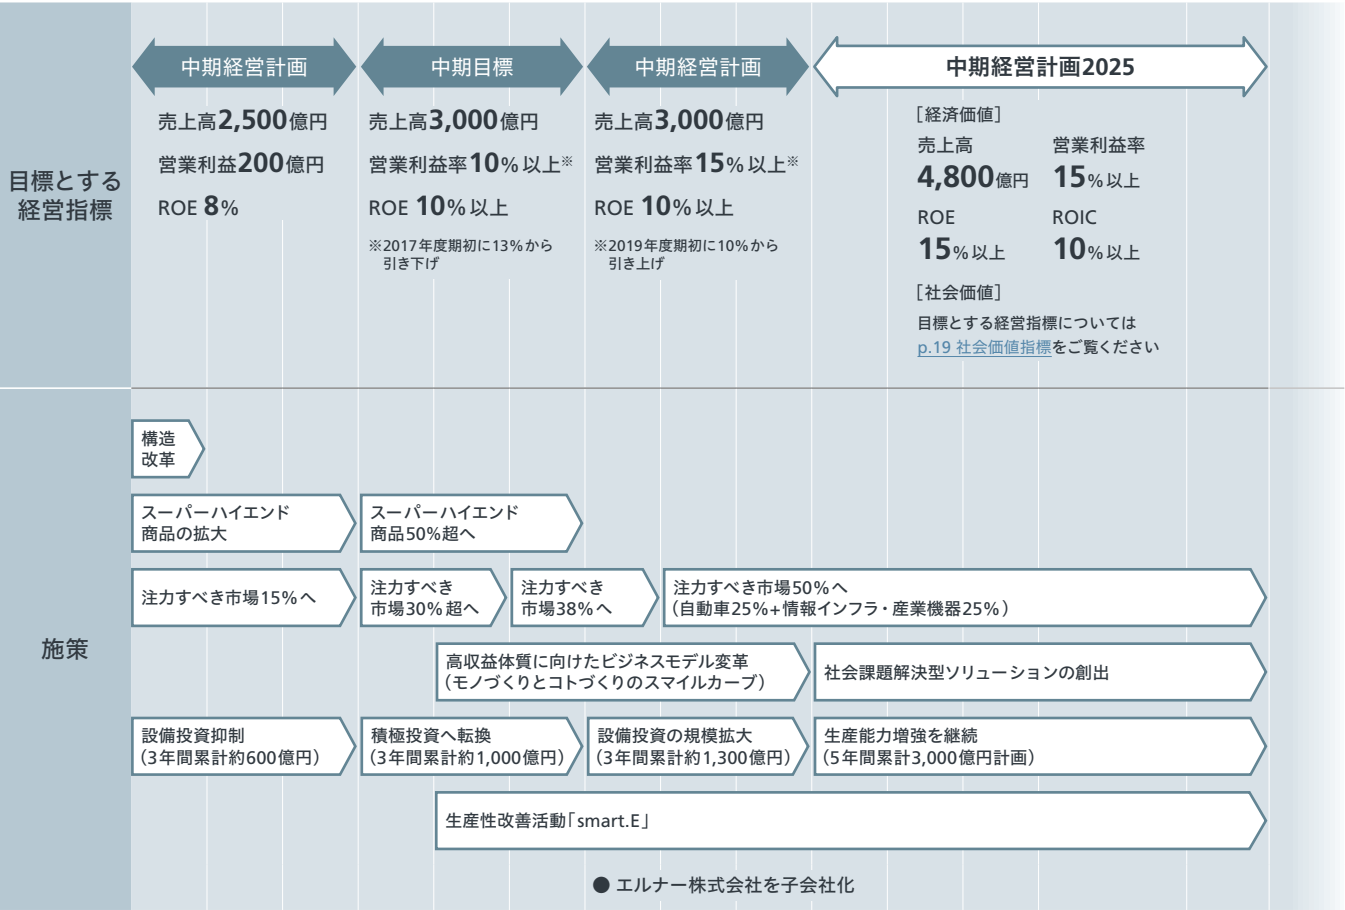 目標とする
経営指標
中期経営計画
売上高2,500億円
営業利益200億円
ROE 8%
中期目標
売上高3,000億円
営業利益率10%以上※
ROE 10%以上
※2017年度期初に13%から
引き下げ
中期経営計画
売上高3,000億円
営業利益率15%以上※
ROE 10%以上
※2019年度期初に10%から
引き上げ
中期経営計画2025
［経済価値］
売上高
4,800億円
営業利益率
15%以上
ROE
15%以上
ROIC
10%以上
［社会価値］
目標とする経営指標については
p.19 社会価値指標をご覧ください
施策
構造
改革
スーパーハイエンド
商品の拡大
スーパーハイエンド
商品50%超へ
注力すべき市場15%へ
注力すべき
市場30%超へ
注力すべき
市場38%へ
注力すべき市場50%へ
（自動車25%+情報インフラ・産業機器25%）
高収益体質に向けたビジネスモデル変革
（モノづくりとコトづくりのスマイルカーブ）
社会課題解決型ソリューションの創出
設備投資抑制
（3年間累計約600億円）
積極投資へ転換
（3年間累計約1,000億円）
設備投資の規模拡大
（3年間累計約1,300億円）
生産能力増強を継続
（5年間累計3,000億円計画）
生産性改善活動「smart.E」
● エルナー株式会社を子会社化